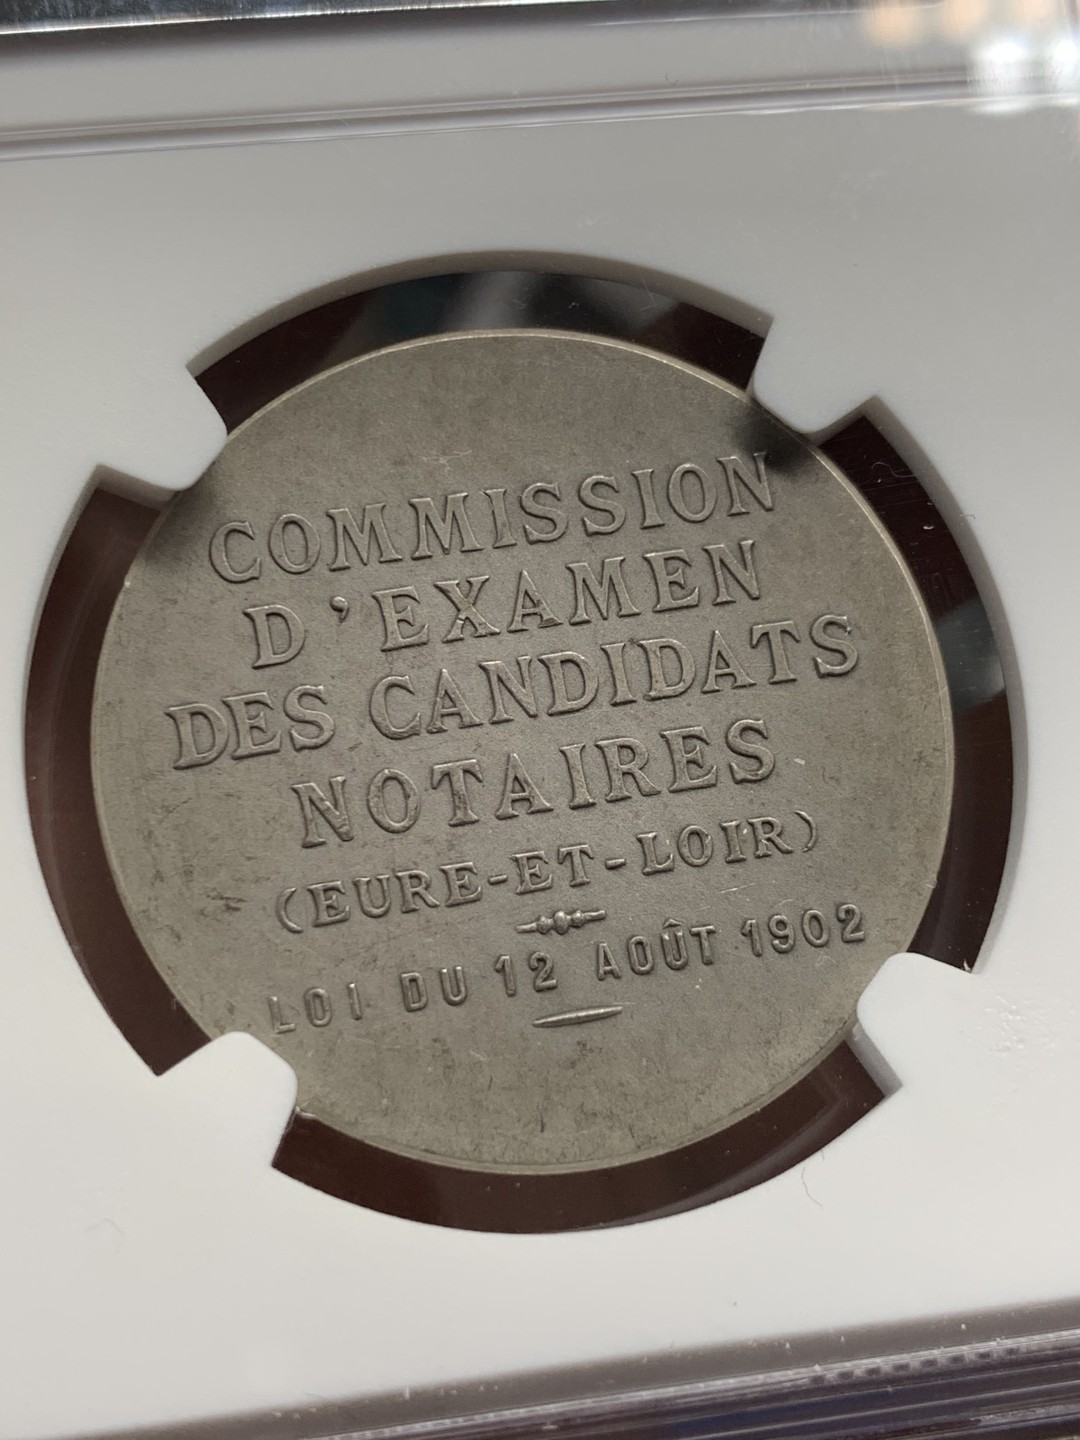 COMMISSION
D'EXAMEN
DES CANDIDATS
NOTAIRES
(EURE-ET-LOIR)
LOI DU 12 AOÛT 1902